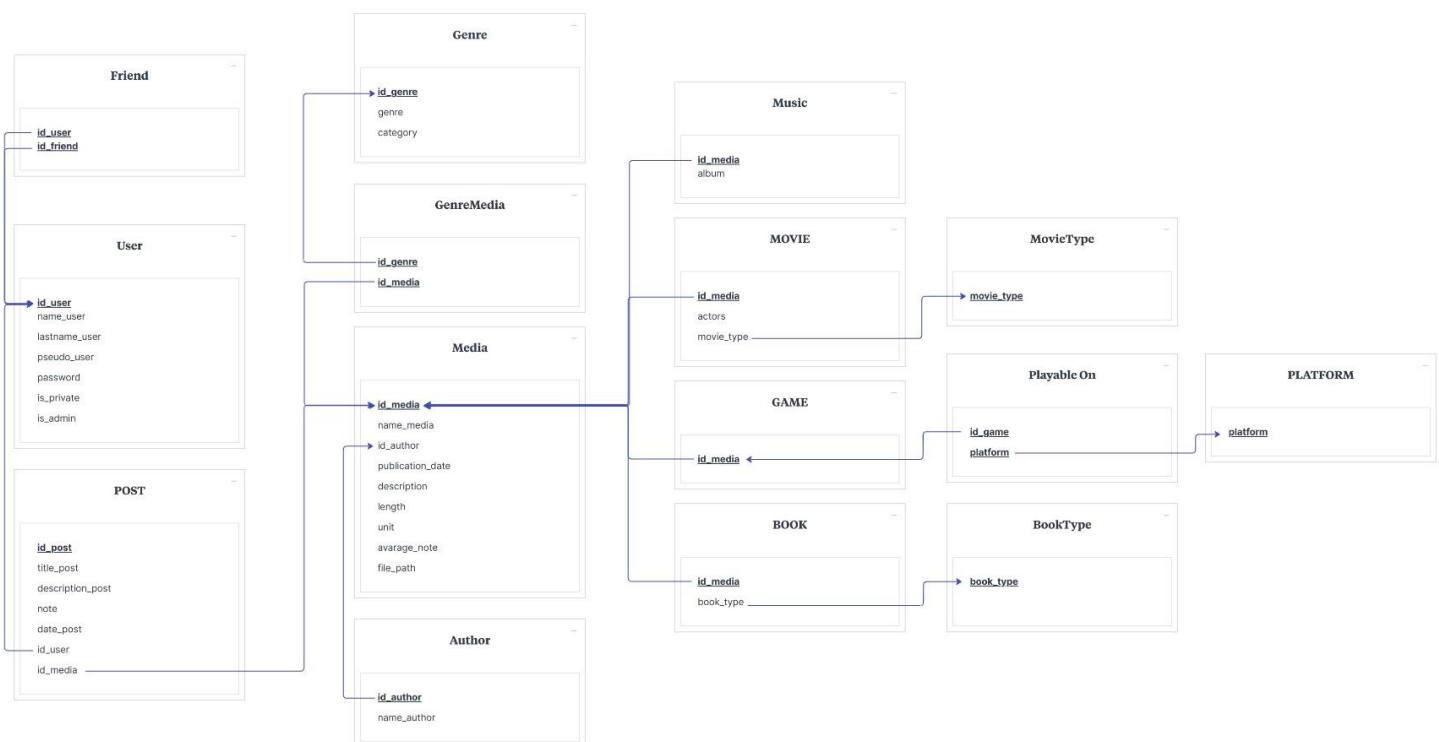 Friend
id_user
id_friend
User
id_user
name_user
lastname_user
pseudo_user
password
is_private
is_admin
POST
id_post
title_post
description_post
note
date_post
id_user
id_media
Genre
id_genre
genre
category
GenreMedia
id_genre
id_media
Media
id_media
name_media
id_author
publication_date
description
length
unit
avarage_note
file_path
Author
id_author
name_author
Music
id_media
album
MOVIE
id_media
actors
movie_type
GAME
id_media
BOOK
id_media
book_type
MovieType
movie_type
Playable On
id_game
platform
BookType
book_type
PLATFORM
platform